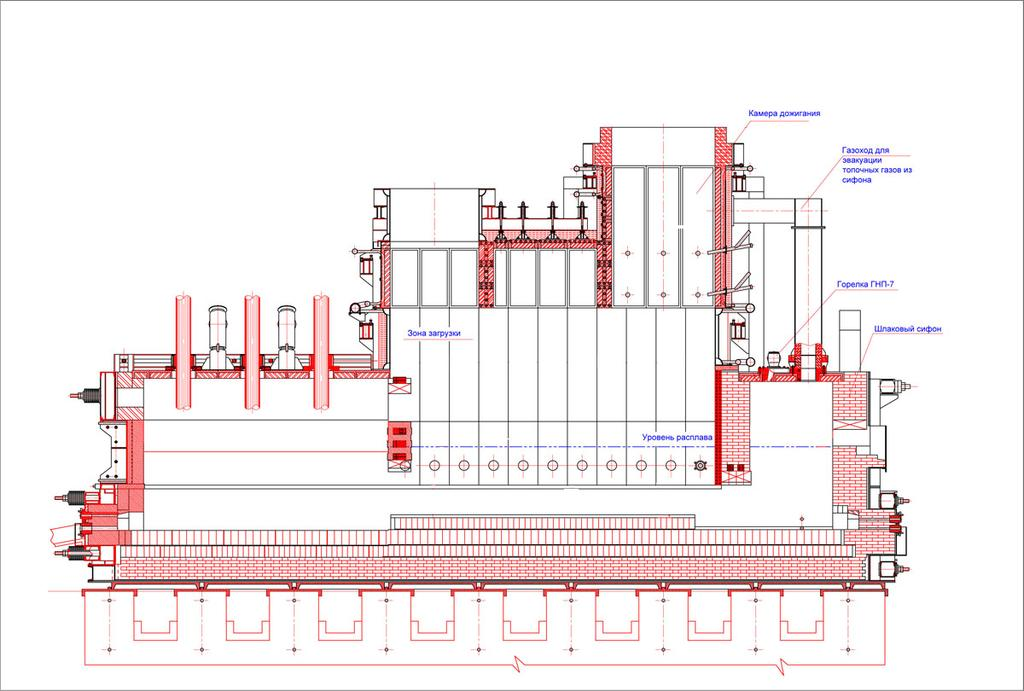 Камера дожигания
Газоход для
эвакуации
топочных газов из
сифона
Горелка ГНП-7
Шлаковый сифон
Зона загрузки
Уровень расплава